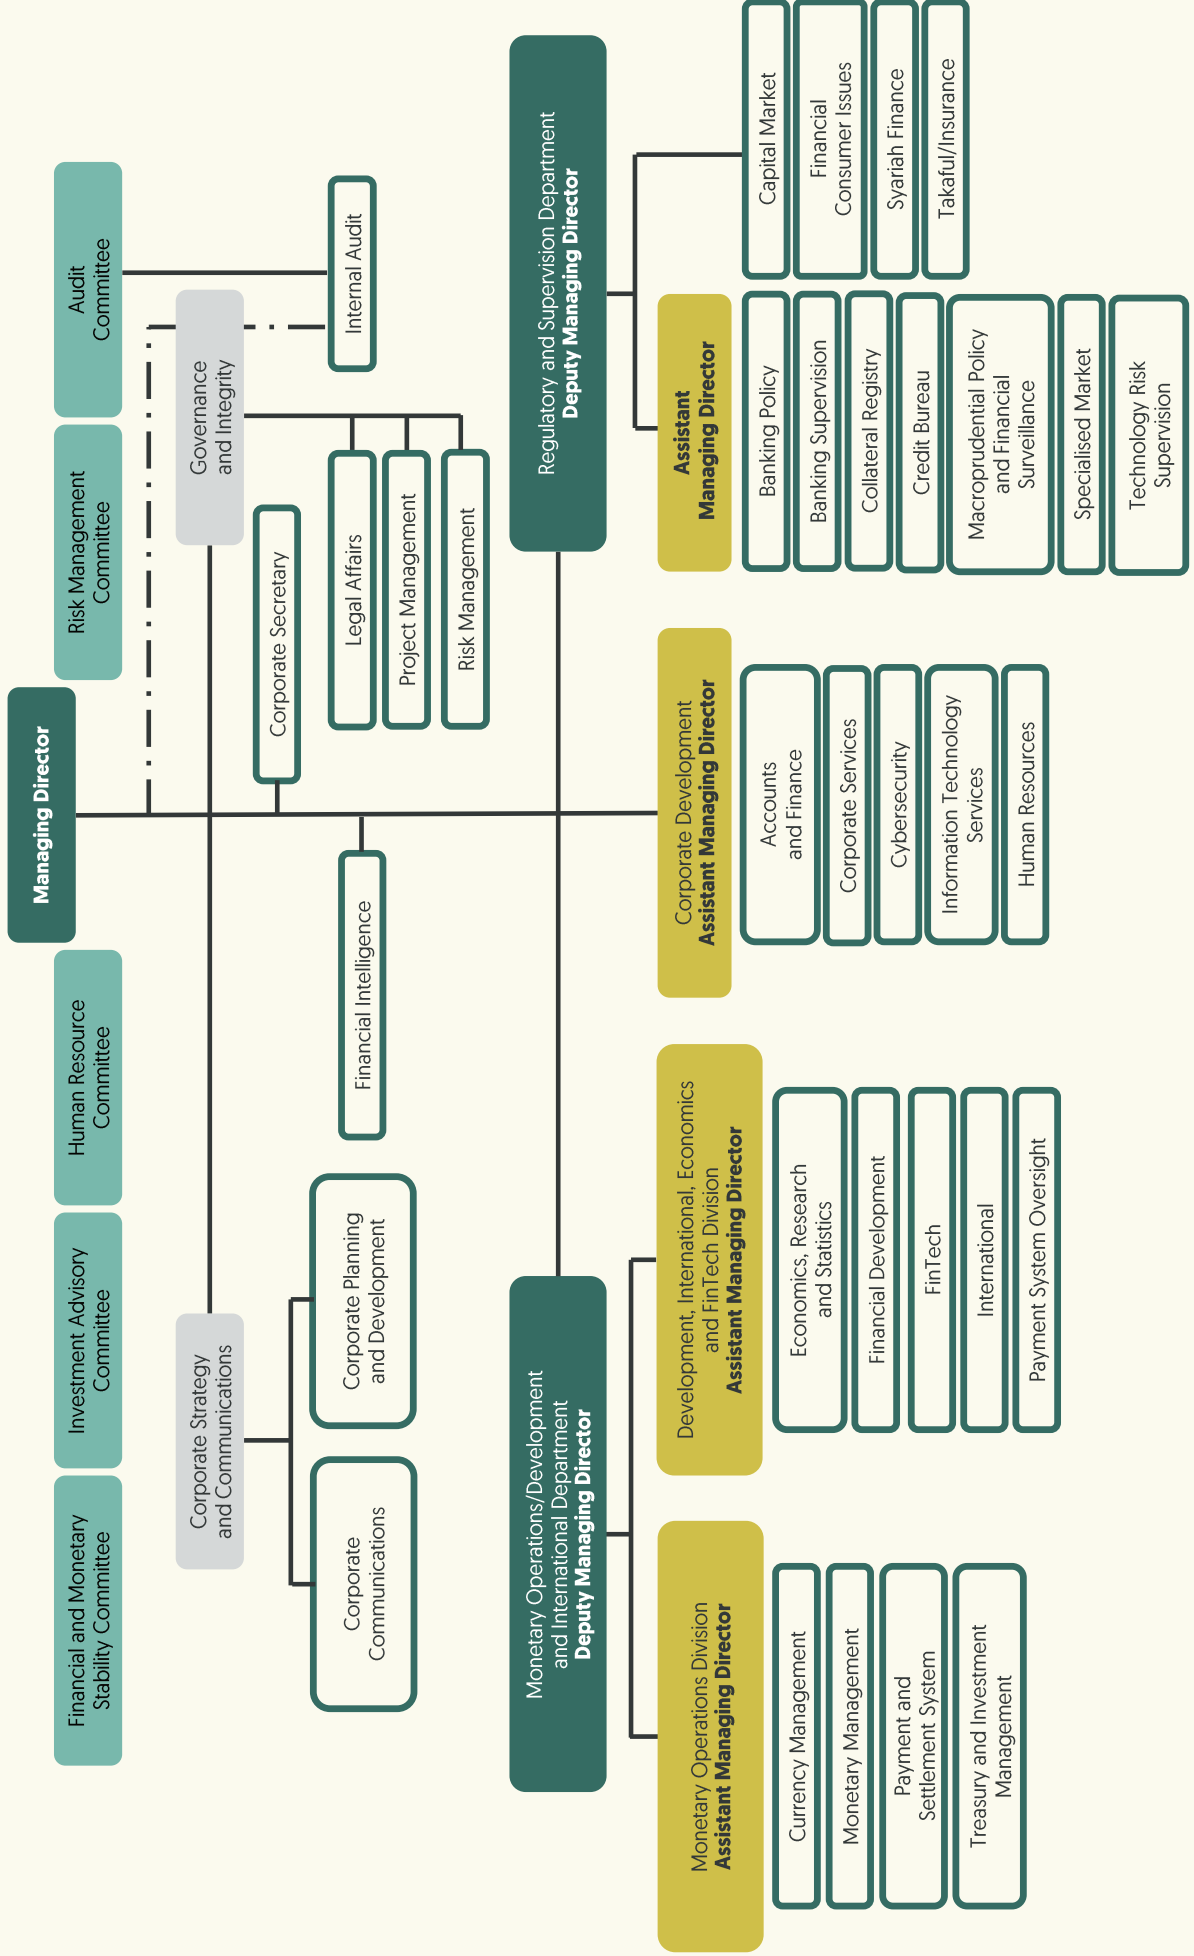 Managing Director
Financial and Monetary
Stability Committee
Investment Advisory
Committee
Human Resource
Committee
Risk Management
Committee
Audit
Committee
Corporate Strategy
and Communications
Governance
and Integrity
Corporate Secretary
Corporate
Communications
Corporate Planning
and Development
Financial Intelligence
Legal Affairs
Project Management
Risk Management
Internal Audit
Monetary Operations/Development
and International Department
Deputy Managing Director
Regulatory and Supervision Department
Deputy Managing Director
Monetary Operations Division
Assistant Managing Director
Currency Management
Monetary Management
Payment and
Settlement System
Treasury and Investment
Management
Development, International, Economics
and FinTech Division
Assistant Managing Director
Economics, Research
and Statistics
Financial Development
FinTech
International
Payment System Oversight
Corporate Development
Assistant Managing Director
Accounts
and Finance
Corporate Services
Cybersecurity
Information Technology
Services
Human Resources
Assistant
Managing Director
Banking Policy
Banking Supervision
Collateral Registry
Credit Bureau
Macroprudential Policy
and Financial
Surveillance
Specialised Market
Technology Risk
Supervision
Capital Market
Financial
Consumer Issues
Syariah Finance
Takaful/Insurance